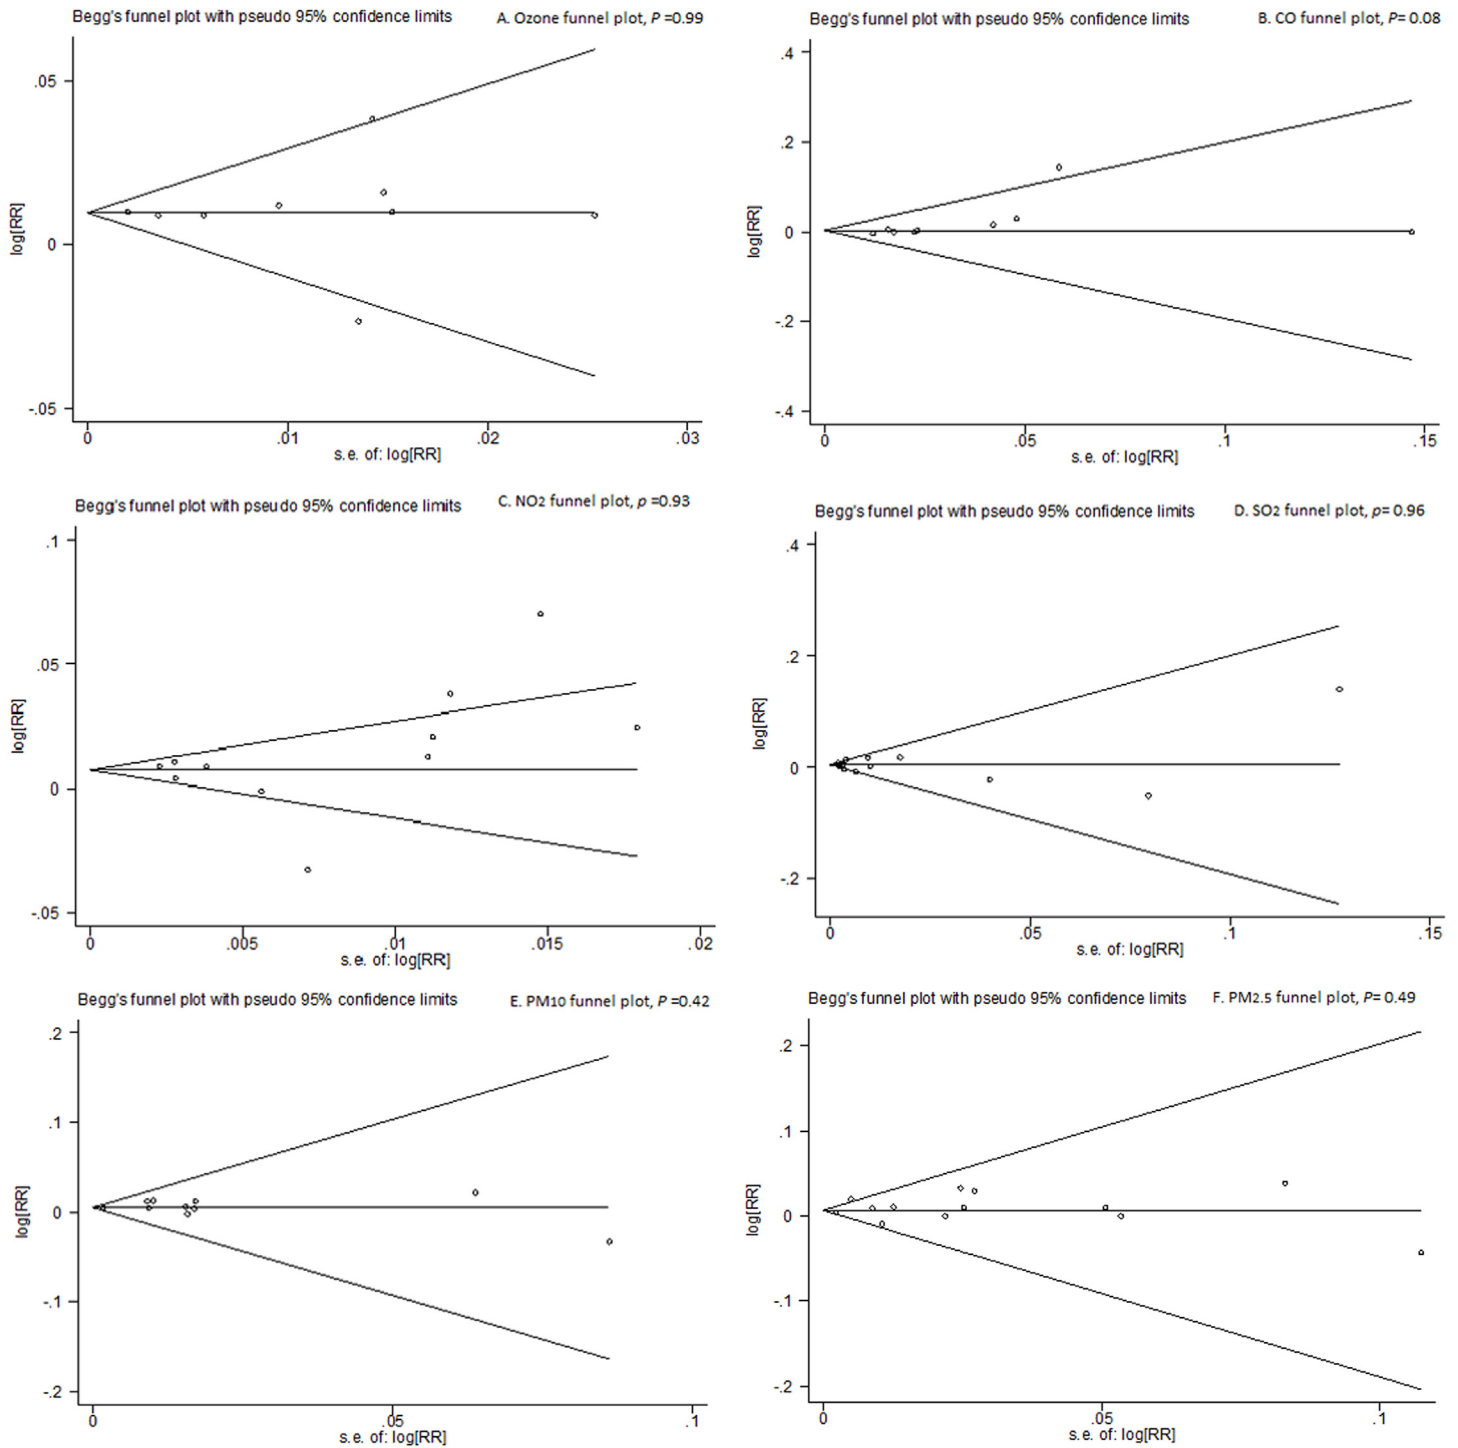 Begg's funnel plot with pseudo 95% confidence limits
A. Ozone funnel plot, P =0.99
.05
0
-.05
log[RR]
0
.01
.02
.03
s.e. of: log[RR]
Begg's funnel plot with pseudo 95% confidence limits
B. CO funnel plot, P= 0.08
.4
.2
0
-.2
-.4
log[RR]
0
.05
.1
.15
s.e. of: log[RR]
Begg's funnel plot with pseudo 95% confidence limits
C. NO2 funnel plot, p =0.93
.1
.05
0
-.05
log[RR]
0
.005
.01
.015
.02
s.e. of: log[RR]
Begg's funnel plot with pseudo 95% confidence limits
D. SO2 funnel plot, p= 0.96
.4
.2
0
-.2
log[RR]
0
.05
.1
.15
s.e. of: log[RR]
Begg's funnel plot with pseudo 95% confidence limits
E. PM10 funnel plot, P =0.42
.2
.1
0
-.1
-.2
log[RR]
0
.05
.1
s.e. of: log[RR]
Begg's funnel plot with pseudo 95% confidence limits
F. PM2.5 funnel plot, P= 0.49
.2
.1
0
-.1
-.2
log[RR]
0
.05
.1
s.e. of: log[RR]